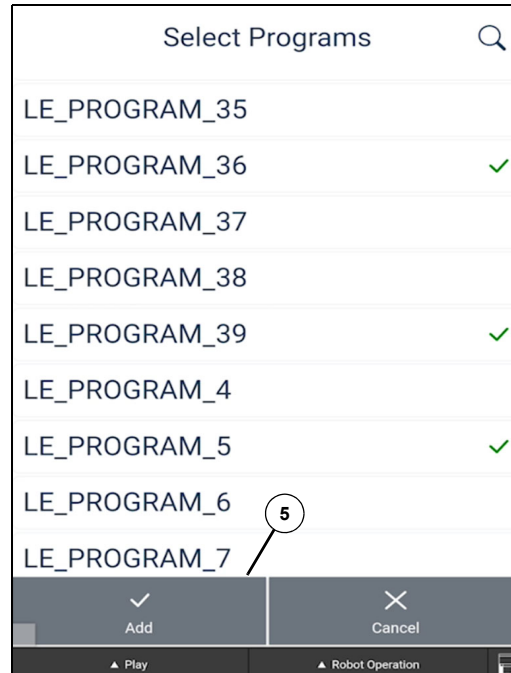 Select Programs
LE_PROGRAM_35
LE_PROGRAM_36
LE_PROGRAM_37
LE_PROGRAM_38
LE_PROGRAM_39
LE_PROGRAM_4
LE_PROGRAM_5
LE_PROGRAM_6
5
LE_PROGRAM_7
Add Cancel
▲ Play ▲ Robot Operation